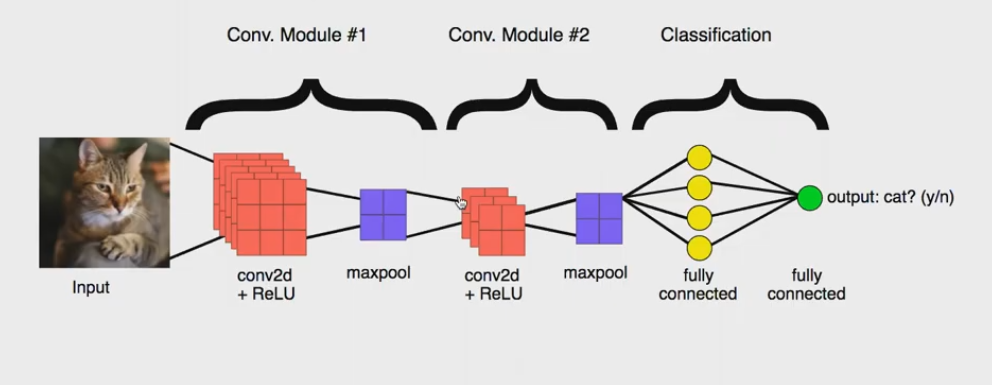 Conv. Module #1
Conv. Module #2
Classification
Input
conv2d
+ ReLU
maxpool
conv2d
+ ReLU
maxpool
fully
connected
fully
connected
output: cat? (y/n)